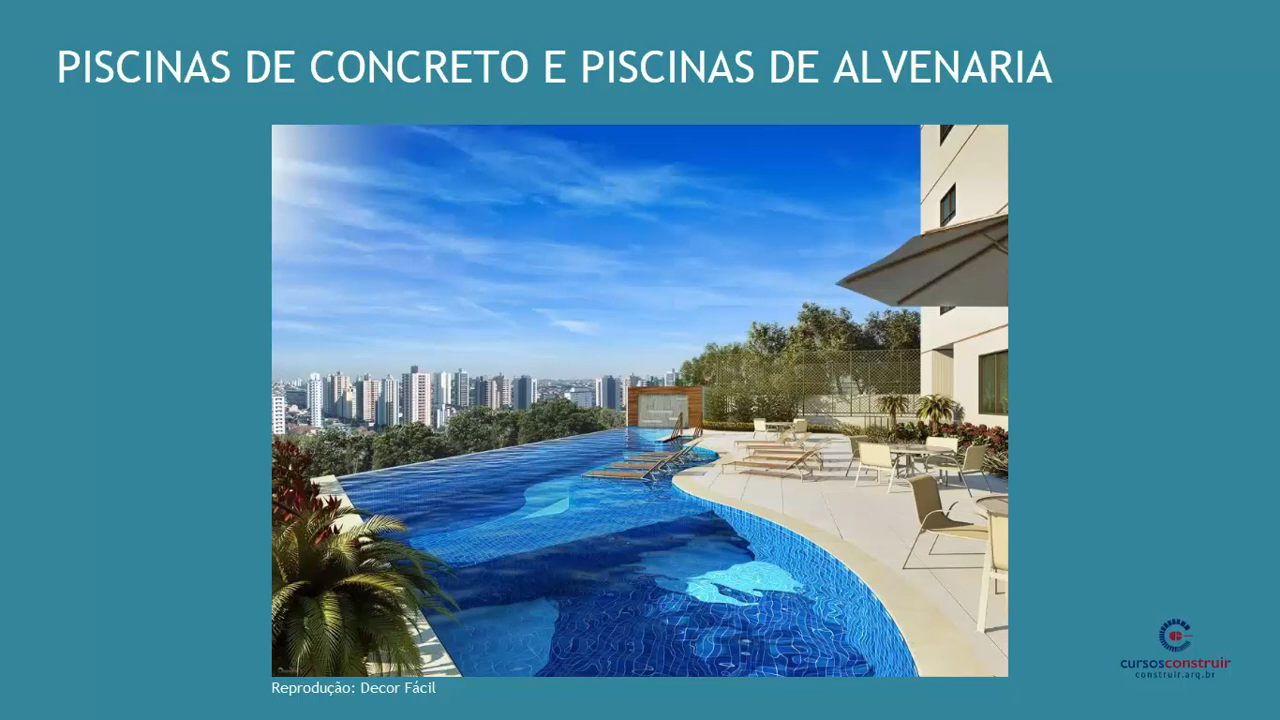 PISCINAS DE CONCRETO E PISCINAS DE ALVENARIA
Reprodução: Decor Fácil
cursosconstruir
construir.arq.br